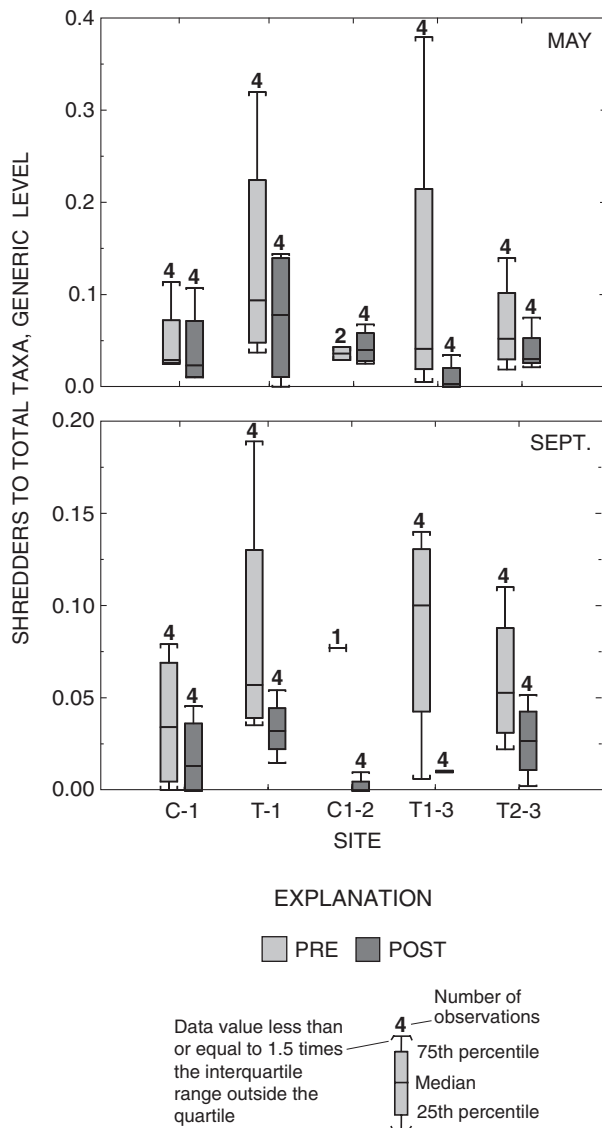 SHREDDERS TO TOTAL TAXA, GENERIC LEVEL
MAY
0.4
0.3
0.2
0.1
0.0
4 4 4 4 2 4 4 4 4 4
SEPT.
0.20
0.15
0.10
0.05
0.00
4 4 4 4 1 4 4 4 4 4
C-1 T-1 C1-2 T1-3 T2-3
SITE
EXPLANATION
PRE POST
Number of
observations
4
Data value less than
or equal to 1.5 times
the interquartile
range outside the
quartile
75th percentile
Median
25th percentile